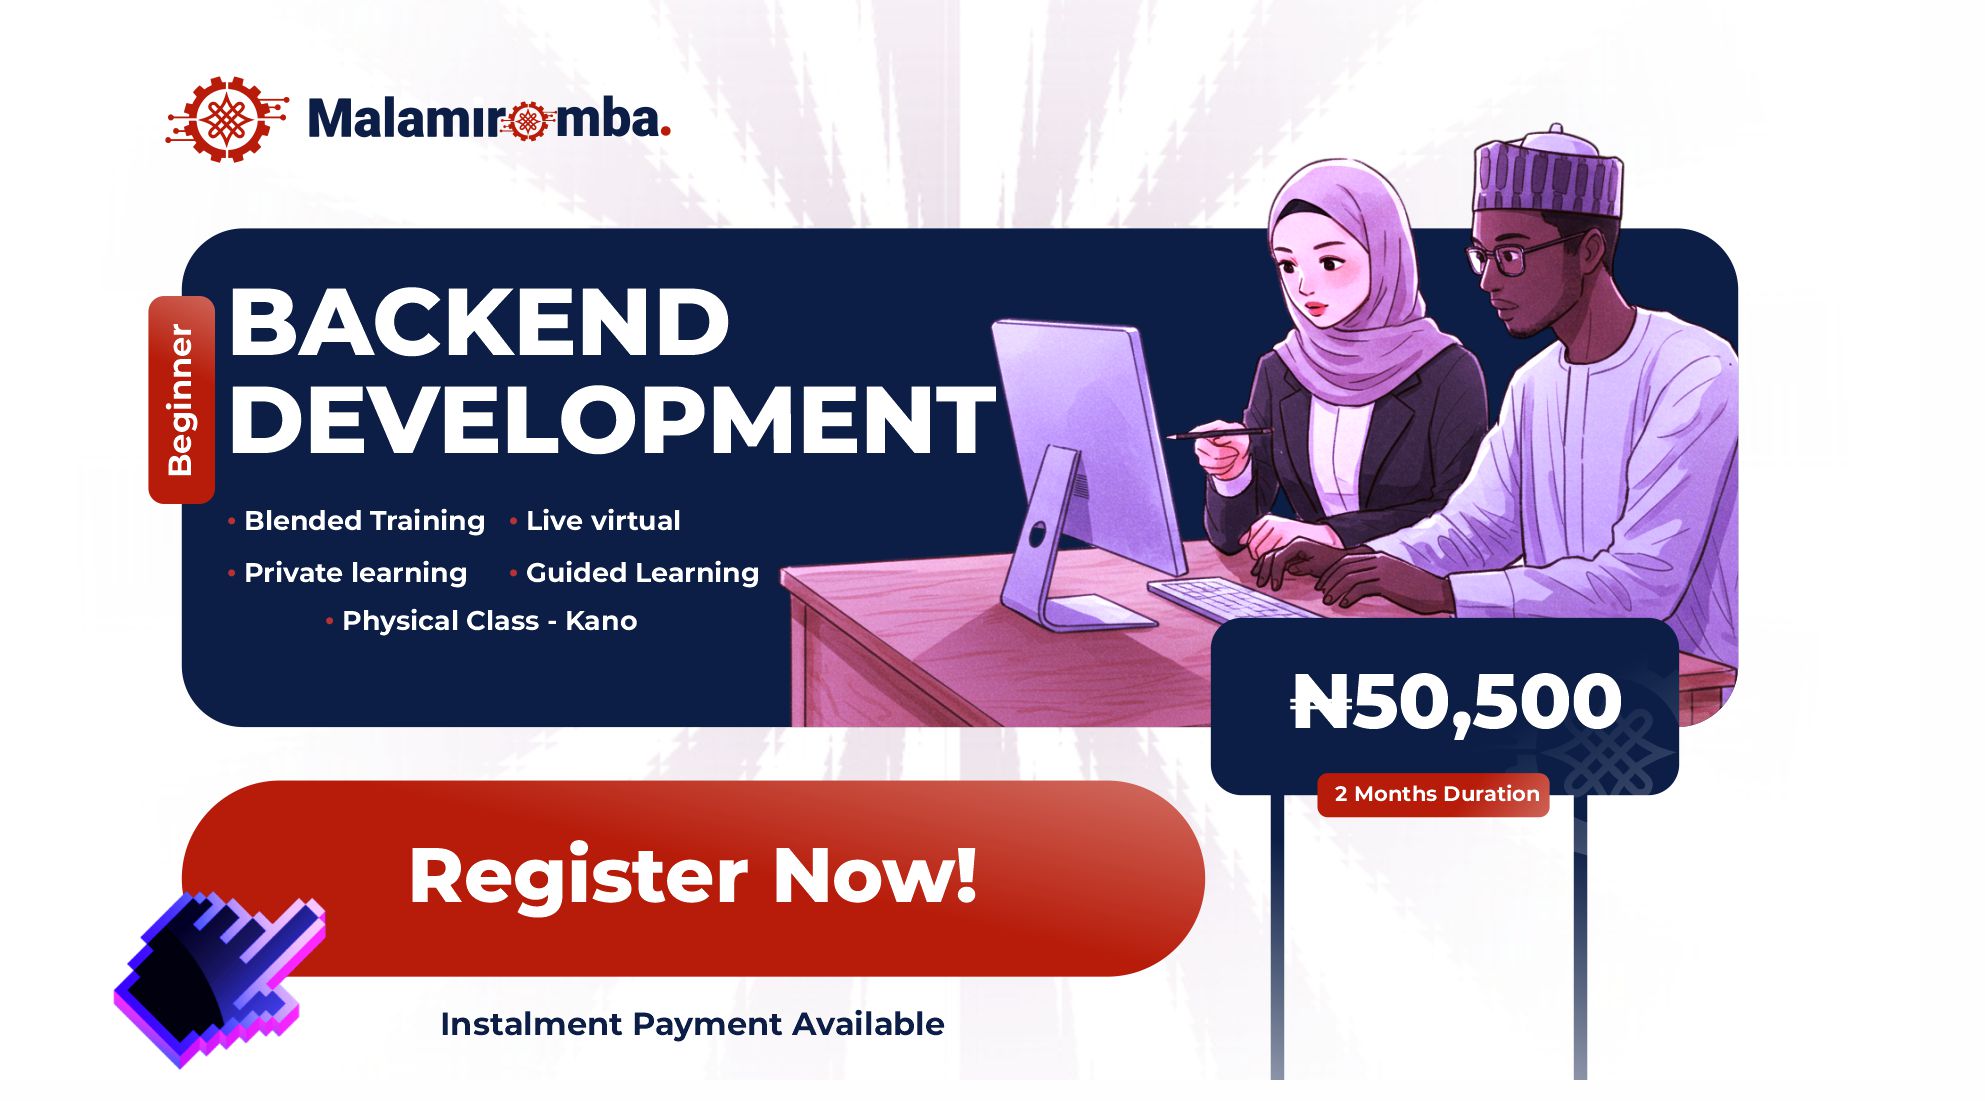 Malamıromba.
BACKEND
DEVELOPMENT
Beginner
• Blended Training • Live virtual
• Private learning • Guided Learning
• Physical Class - Kano
₦50,500
2 Months Duration
Register Now!
Instalment Payment Available